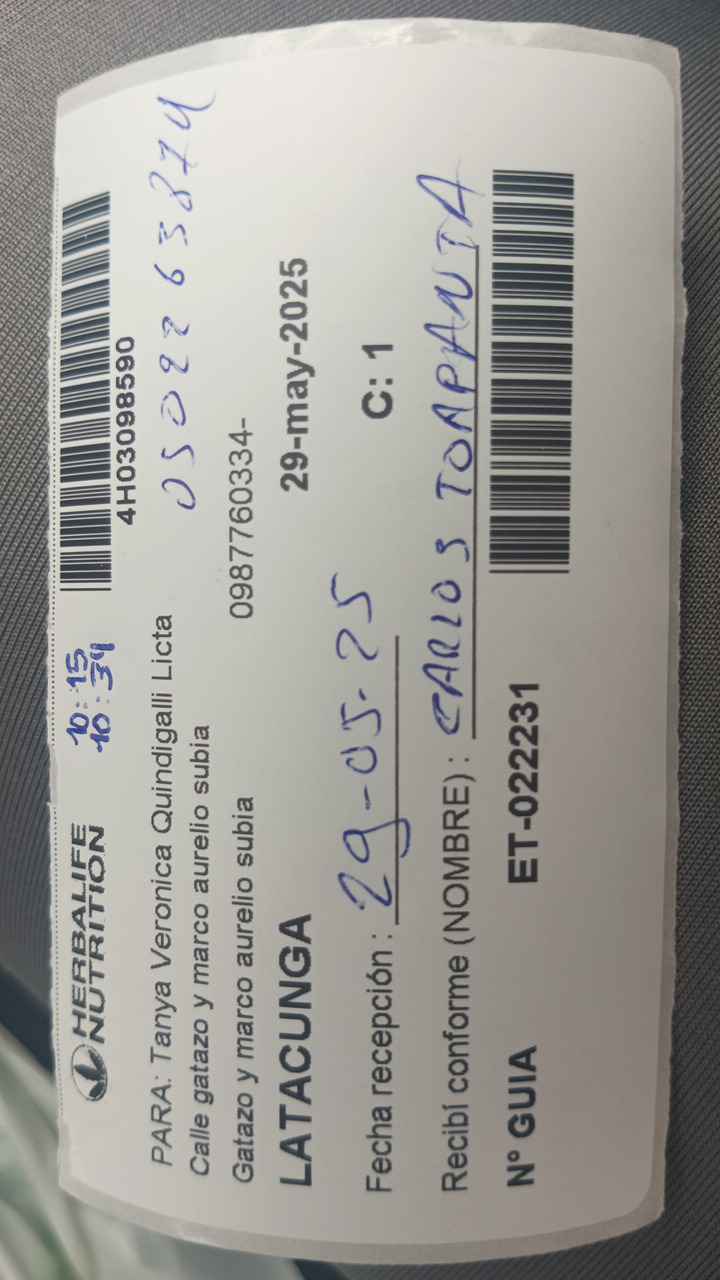 HERBALIFE
NUTRITION
10:15
10:34
4H03098590
PARA: Tanya Veronica Quindigalli Licta
0502263874
Calle gatazo y marco aurelio subia
Gatazo y marco aurelio subia 0987760334-
LATACUNGA 29-may-2025
Fecha recepción : 29-05-25 C: 1
Recibí conforme (NOMBRE) : CARLOS TOAPANTA
N° GUIA ET-022231